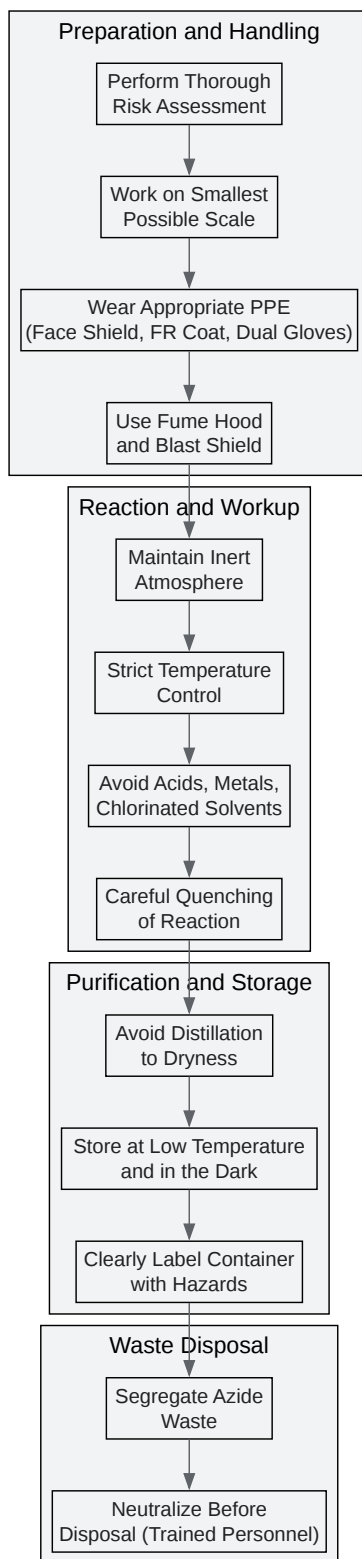 Preparation and Handling
Perform Thorough
Risk Assessment
Work on Smallest
Possible Scale
Wear Appropriate PPE
(Face Shield, FR Coat, Dual Gloves)
Use Fume Hood
and Blast Shield
Reaction and Workup
Maintain Inert
Atmosphere
Strict Temperature
Control
Avoid Acids, Metals,
Chlorinated Solvents
Careful Quenching
of Reaction
Purification and Storage
Avoid Distillation
to Dryness
Store at Low Temperature
and in the Dark
Clearly Label Container
with Hazards
Waste Disposal
Segregate Azide
Waste
Neutralize Before
Disposal (Trained Personnel)